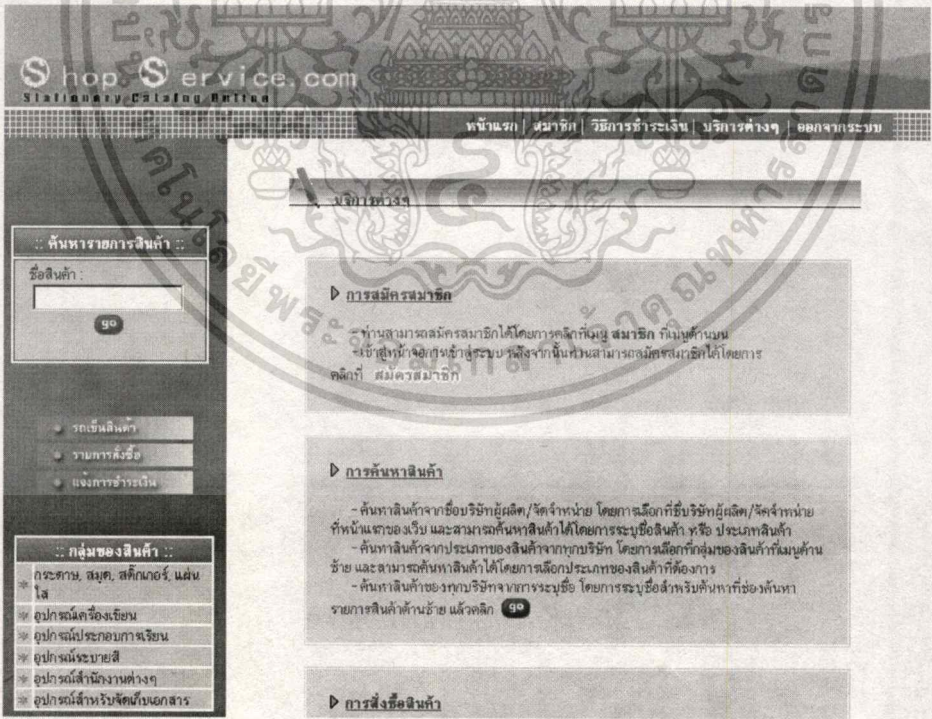 Shop Service.com
Stationery Catalog Online
หน้าแรก | สมาชิก | วิธีการชำระเงิน | บริการต่างๆ | ออกจากระบบ
บริการต่างๆ
:: ค้นหารายการสินค้า ::
ชื่อสินค้า :
go
รถเข็นสินค้า
รายการสั่งซื้อ
แจ้งการชำระเงิน
:: กลุ่มของสินค้า ::
กระดาษ, สมุด, สติ๊กเกอร์, แผ่น
ใส
อุปกรณ์เครื่องเขียน
อุปกรณ์ประกอบการเรียน
อุปกรณ์ระบายสี
อุปกรณ์สำนักงานต่างๆ
อุปกรณ์สำหรับจัดเก็บเอกสาร
การสมัครสมาชิก
- ท่านสามารถสมัครสมาชิกได้โดยการคลิกที่เมนู สมาชิก ที่เมนูด้านบน
- เข้าสู่หน้าจอการเข้าสู่ระบบ หลังจากนั้นท่านสามารถสมัครสมาชิกได้โดยการ
คลิกที่ สมัครสมาชิก
การค้นหาสินค้า
- ค้นหาสินค้าจากชื่อบริษัทผู้ผลิต/จัดจำหน่าย โดยการเลือกที่ชื่บริษัทผู้ผลิต/จัดจำหน่าย
ที่หน้าแรกของเว็บ และสามารถค้นหาสินค้าได้โดยการระบุชื่อสินค้า หรือ ประเภทสินค้า
- ค้นหาสินค้าจากประเภทของสินค้าจากทุกบริษัท โดยการเลือกที่กลุ่มของสินค้าที่เมนูด้าน
ซ้าย และสามารถค้นหาสินค้าได้โดยการเลือกประเภทของสินค้าที่ต้องการ
- ค้นหาสินค้าของทุกบริษัทจากการระบุชื่อ โดยการระบุชื่อสำหรับค้นหาที่ช่องค้นหา
รายการสินค้าด้านซ้าย แล้วคลิก go
การสั่งซื้อสินค้า